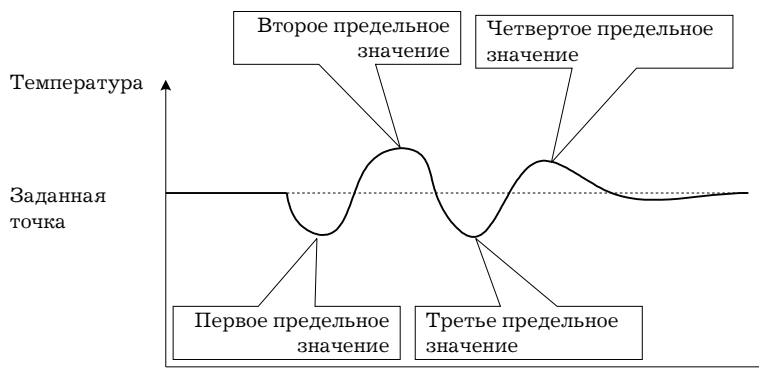 Второе предельное
значение
Четвертое предельное
значение
Температура
Заданная
точка
Первое предельное
значение
Третье предельное
значение